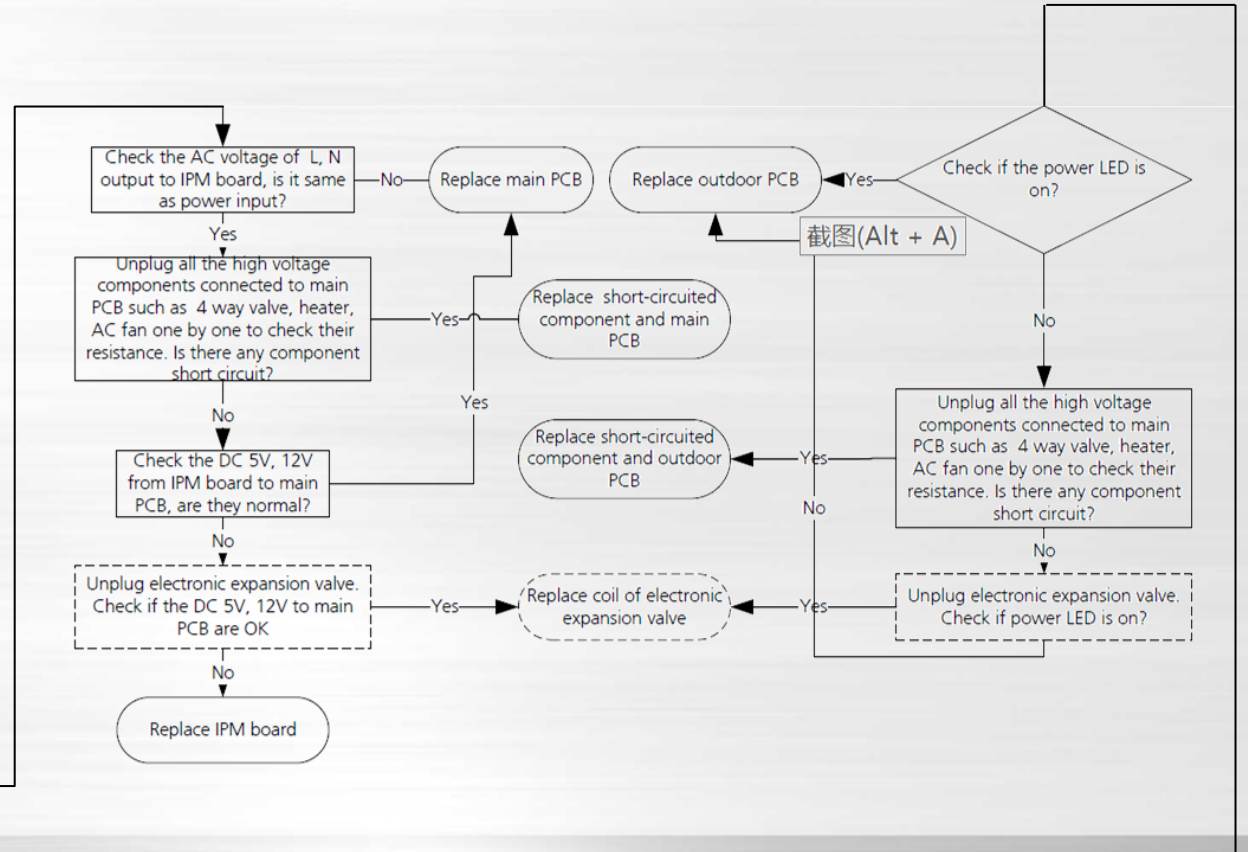 Check the AC voltage of L, N
output to IPM board, is it same
as power input?
No
Replace main PCB
Replace outdoor PCB
Yes
Check if the power LED is
on?
截图(Alt + A)
Yes
Unplug all the high voltage
components connected to main
PCB such as 4 way valve, heater,
AC fan one by one to check their
resistance. Is there any component
short circuit?
Yes
Replace short-circuited
component and main
PCB
No
Yes
No
Check the DC 5V, 12V
from IPM board to main
PCB, are they normal?
Replace short-circuited
component and outdoor
PCB
Yes
Unplug all the high voltage
components connected to main
PCB such as 4 way valve, heater,
AC fan one by one to check their
resistance. Is there any component
short circuit?
No
No
No
Unplug electronic expansion valve.
Check if the DC 5V, 12V to main
PCB are OK
Yes
Replace coil of electronic
expansion valve
Yes
Unplug electronic expansion valve.
Check if power LED is on?
No
Replace IPM board